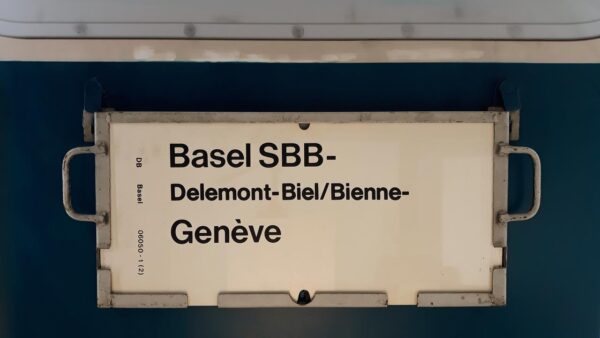 Basel SBB-
Delemont-Biel/Bienne-
Genève
DB Basel 06050-1 (2)